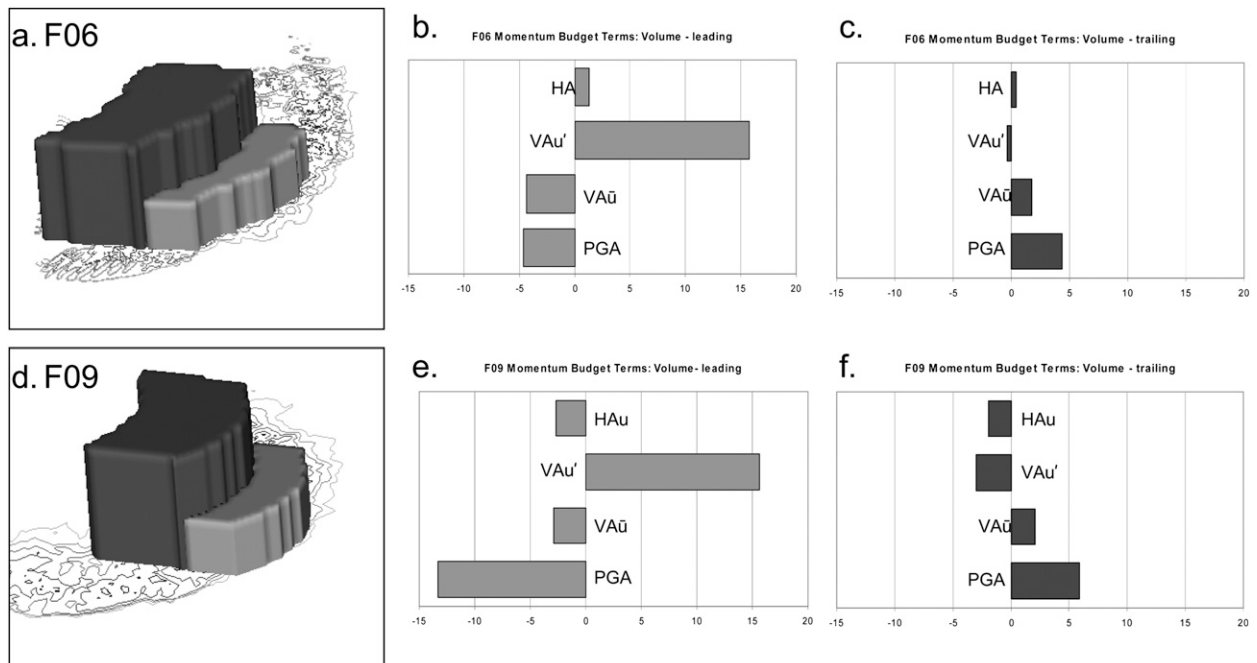 a. F06
b.
F06 Momentum Budget Terms: Volume - leading
HA
VAu′
VAū
PGA
-15 -10 -5 0 5 10 15 20
c.
F06 Momentum Budget Terms: Volume - trailing
HA
VAu′
VAū
PGA
-15 -10 -5 0 5 10 15 20
d. F09
e.
F09 Momentum Budget Terms: Volume- leading
HAu
VAu′
VAū
PGA
-15 -10 -5 0 5 10 15 20
f.
F09 Momentum Budget Terms: Volume - trailing
HAu
VAu′
VAū
PGA
-15 -10 -5 0 5 10 15 20